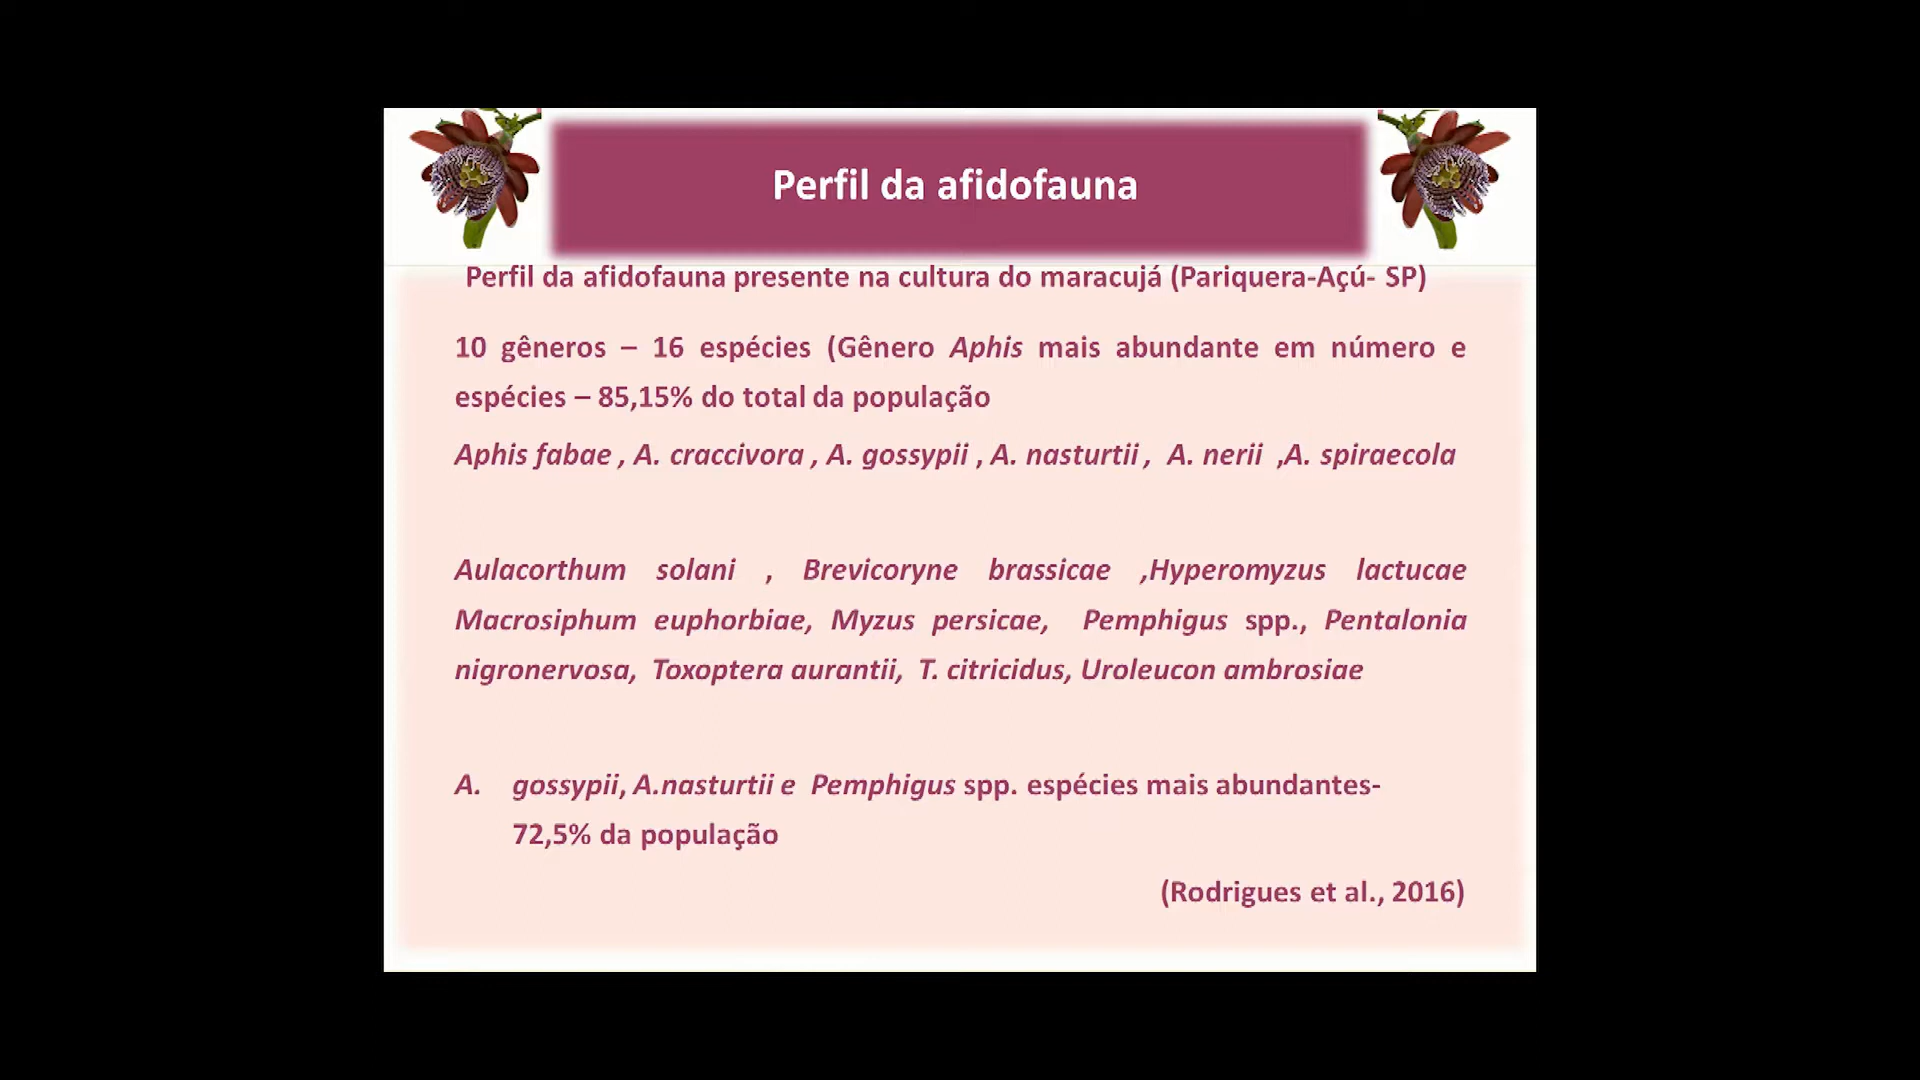 Perfil da afidofauna
Perfil da afidofauna presente na cultura do maracujá (Pariquera-Açú- SP)
10 gêneros – 16 espécies (Gênero Aphis mais abundante em número e
espécies – 85,15% do total da população
Aphis fabae , A. craccivora , A. gossypii , A. nasturtii , A. nerii ,A. spiraecola
Aulacorthum solani , Brevicoryne brassicae ,Hyperomyzus lactucae
Macrosiphum euphorbiae, Myzus persicae, Pemphigus spp., Pentalonia
nigronervosa, Toxoptera aurantii, T. citricidus, Uroleucon ambrosiae
A. gossypii, A.nasturtii e Pemphigus spp. espécies mais abundantes-
72,5% da população
(Rodrigues et al., 2016)